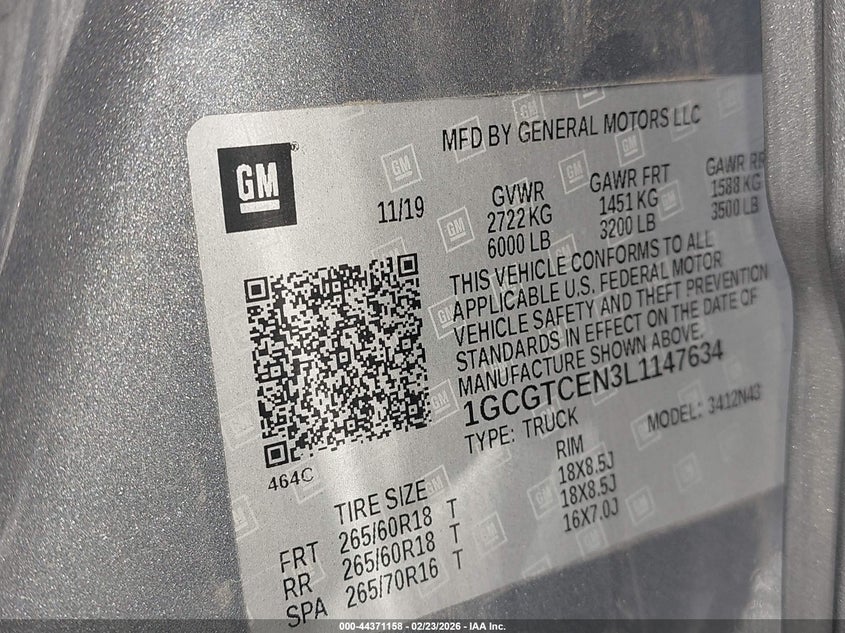 MFD BY GENERAL MOTORS LLC
GM
11/19
GVWR GAWR FRT GAWR RR
2722 KG 1451 KG 1588 KG
6000 LB 3200 LB 3500 LB
THIS VEHICLE CONFORMS TO ALL
APPLICABLE U.S. FEDERAL MOTOR
VEHICLE SAFETY AND THEFT PREVENTION
STANDARDS IN EFFECT ON THE DATE OF
MANUFACTURE SHOWN ABOVE.
1GCGTCEN3L1147634
TYPE: TRUCK MODEL: 3412N43
464C
TIRE SIZE RIM
FRT 265/60R18 T 18X8.5J
RR 265/60R18 T 18X8.5J
SPA 265/70R16 T 16X7.0J
000-44371158 - 02/23/2026 - IAA Inc.